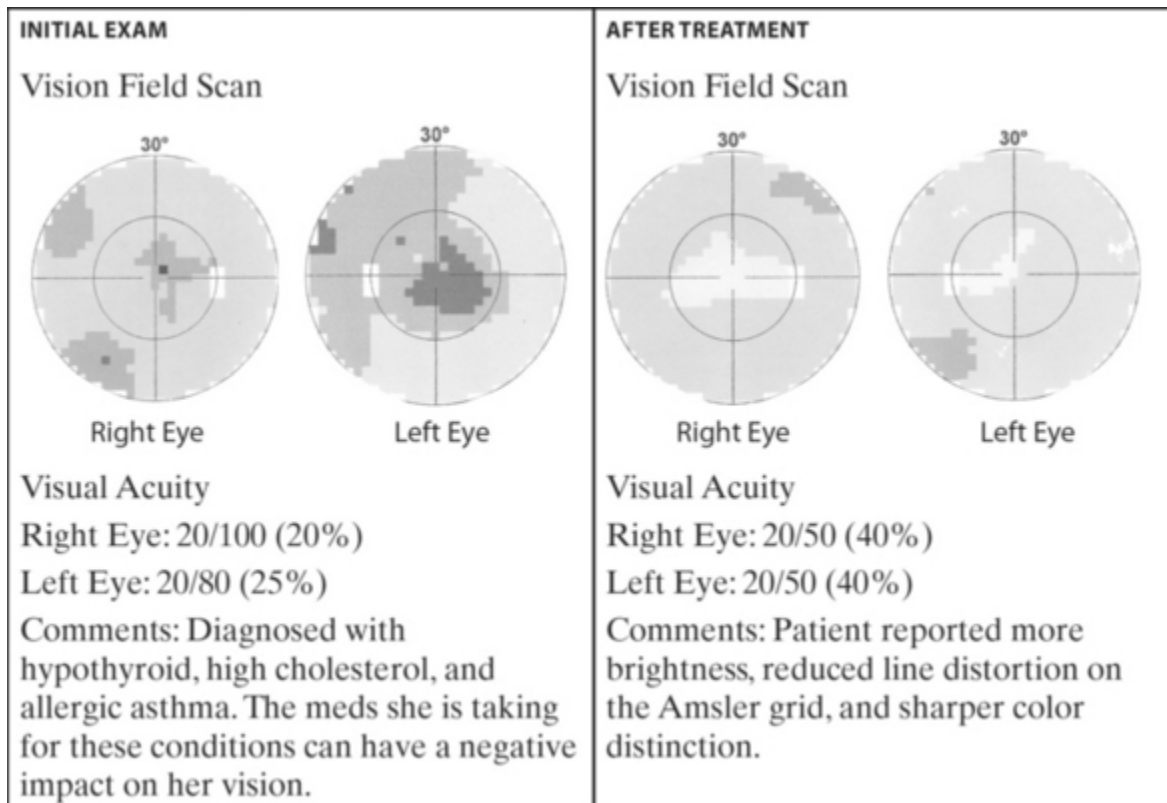 INITIAL EXAM
Vision Field Scan
30°
30°
Right Eye
Left Eye
Visual Acuity
Right Eye: 20/100 (20%)
Left Eye: 20/80 (25%)
Comments: Diagnosed with
hypothyroid, high cholesterol, and
allergic asthma. The meds she is taking
for these conditions can have a negative
impact on her vision.
AFTER TREATMENT
Vision Field Scan
30°
30°
Right Eye
Left Eye
Visual Acuity
Right Eye: 20/50 (40%)
Left Eye: 20/50 (40%)
Comments: Patient reported more
brightness, reduced line distortion on
the Amsler grid, and sharper color
distinction.